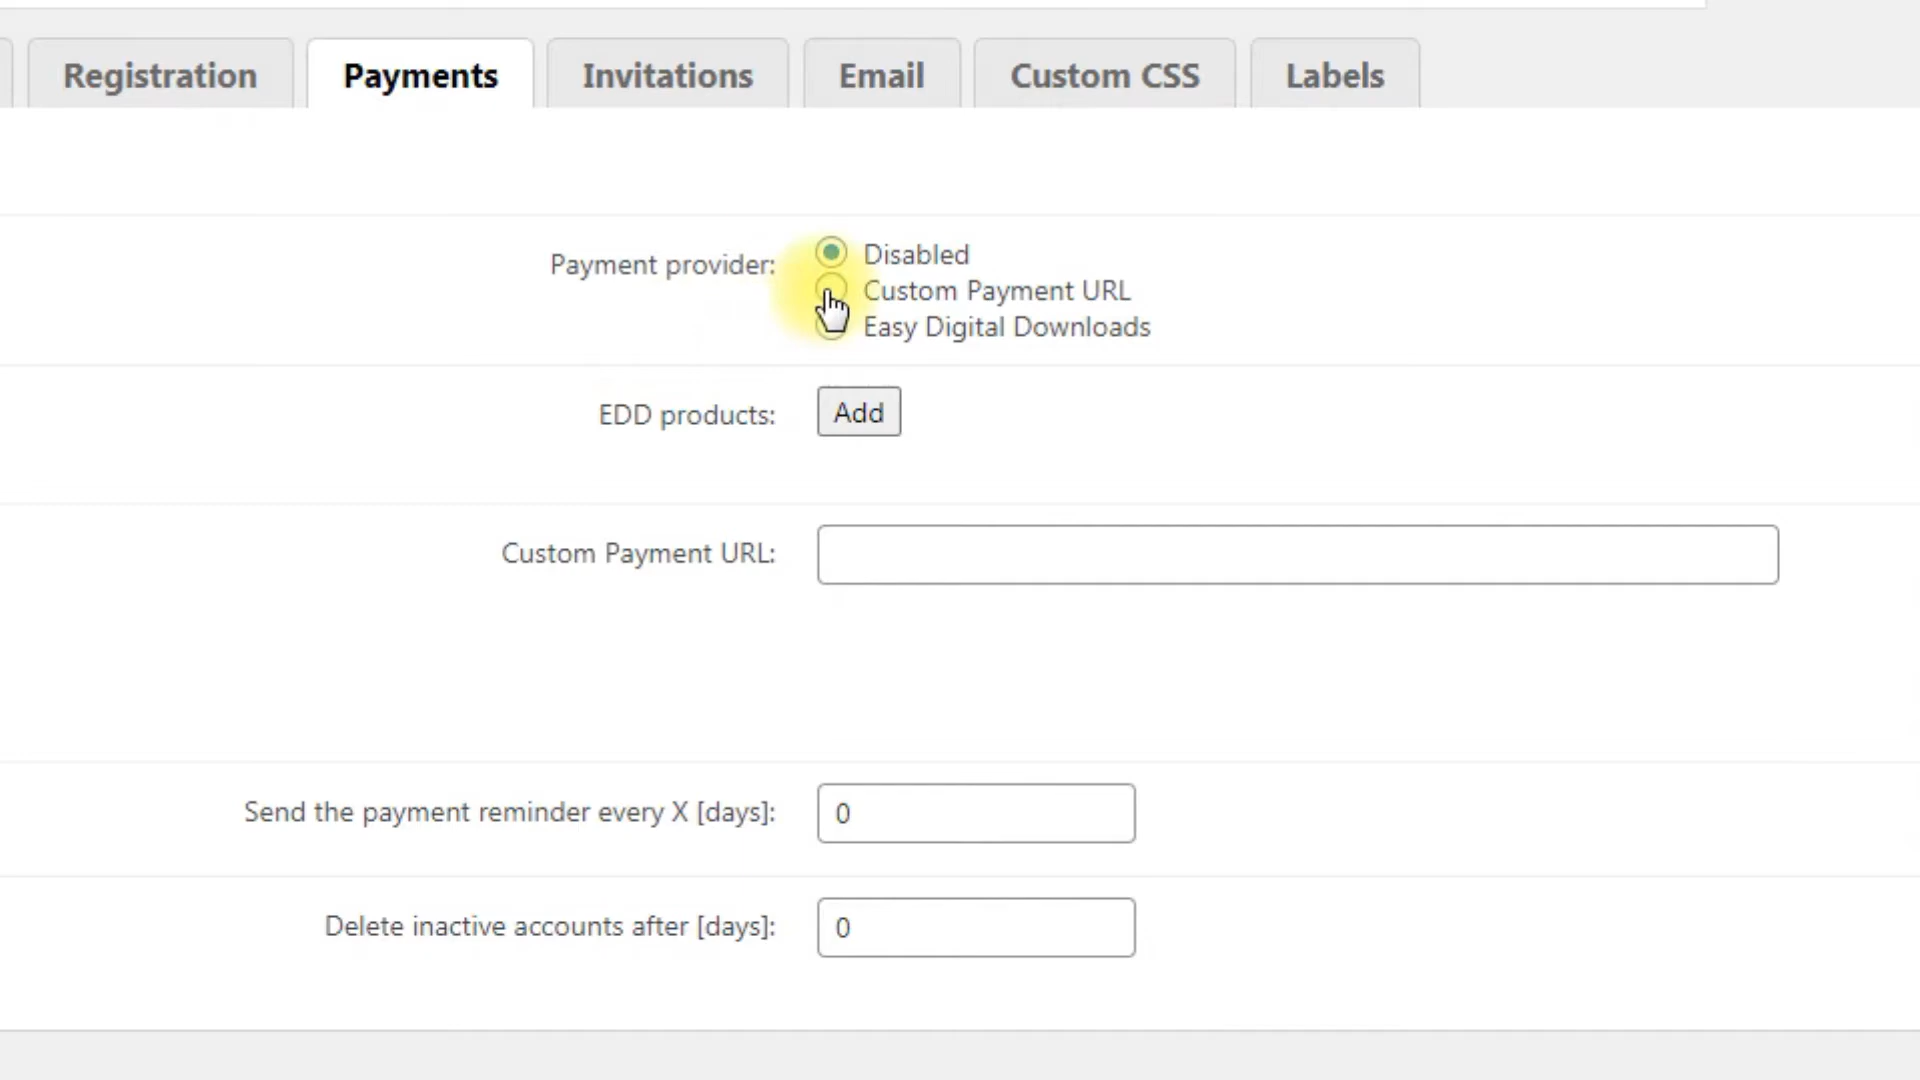 Registration Payments Invitations Email Custom CSS Labels
Payment provider:
Disabled
Custom Payment URL
Easy Digital Downloads
EDD products: Add
Custom Payment URL:
Send the payment reminder every X [days]: 0
Delete inactive accounts after [days]: 0